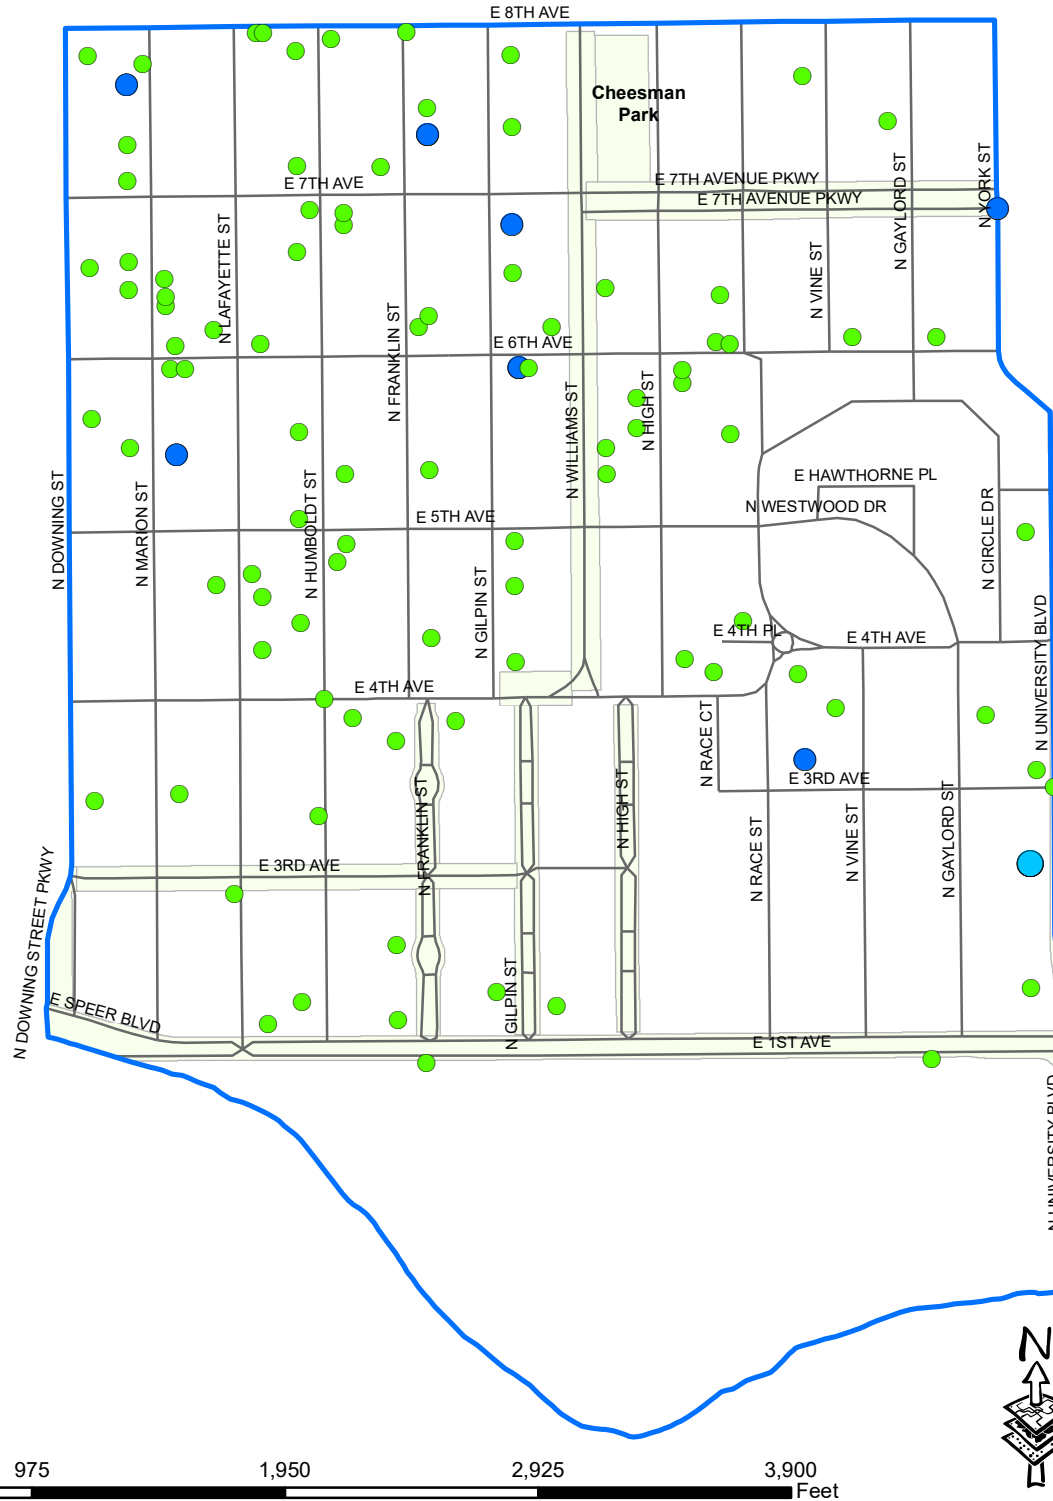 E 8TH AVE
Cheesman
Park
E 7TH AVE
E 7TH AVENUE PKWY
E 7TH AVENUE PKWY
N YORK ST
N GAYLORD ST
N VINE ST
N LAFAYETTE ST
N FRANKLIN ST
E 6TH AVE
N WILLIAMS ST
N HIGH ST
E HAWTHORNE PL
N WESTWOOD DR
N DOWNING ST
N MARION ST
N HUMBOLDT ST
E 5TH AVE
N CIRCLE DR
N GILPIN ST
E 4TH PL
E 4TH AVE
N UNIVERSITY BLVD
E 4TH AVE
N RACE CT
E 3RD AVE
N FRANKLIN ST
N HIGH ST
N RACE ST
N VINE ST
N GAYLORD ST
E 3RD AVE
N DOWNING STREET PKWY
E SPEER BLVD
N GILPIN ST
E 1ST AVE
N UNIVERSITY BLVD
N
975 1,950 2,925 3,900
Feet